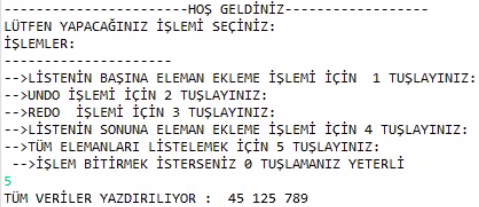 ------------------------HOŞ GELDİNİZ-------------------
LÜTFEN YAPACAĞINIZ İŞLEMİ SEÇİNİZ:
İŞLEMLER:
----------------------
-->LİSTENİN BAŞINA ELEMAN EKLEME İŞLEMİ İÇİN  1 TUŞLAYINIZ:
-->UNDO İŞLEMİ İÇİN 2 TUŞLAYINIZ:
-->REDO  İŞLEMİ İÇİN 3 TUŞLAYINIZ:
-->LİSTENİN SONUNA ELEMAN EKLEME İŞLEMİ İÇİN 4 TUŞLAYINIZ:
-->TÜM ELEMANLARI LİSTELEMEK İÇİN 5 TUŞLAYINIZ:
 -->İŞLEM BİTİRMEK İSTERSENİZ 0 TUŞLAMANIZ YETERLİ
5
TÜM VERİLER YAZDIRILIYOR :  45 125 789